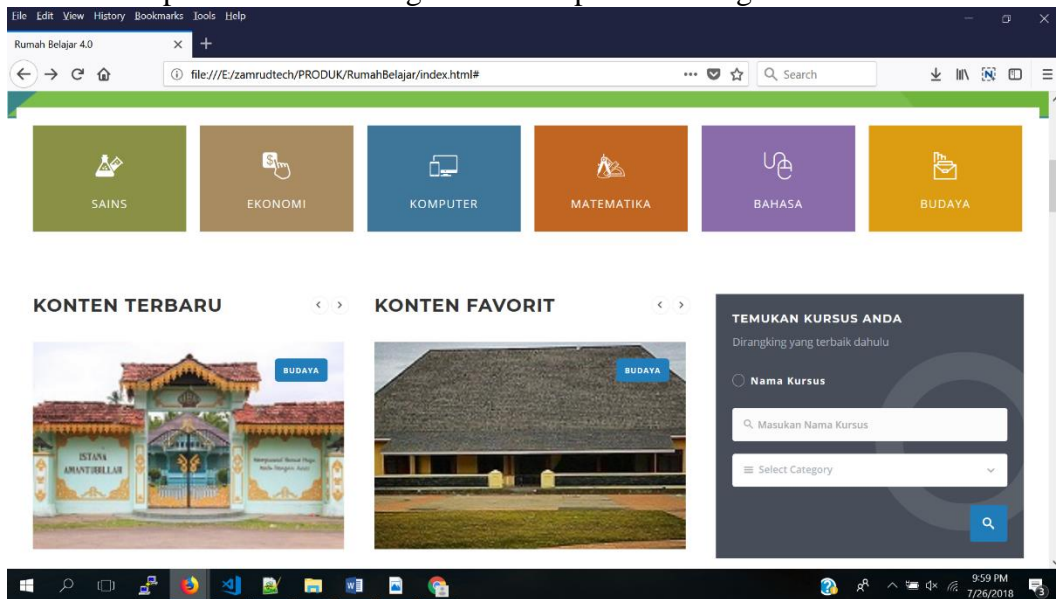 File Edit View History Bookmarks Tools Help
Rumah Belajar 4.0
file:///E:/zamrudtech/PRODUK/RumahBelajar/index.html#
Search
SAINS
EKONOMI
KOMPUTER
MATEMATIKA
BAHASA
BUDAYA
KONTEN TERBARU
KONTEN FAVORIT
TEMUKAN KURSUS ANDA
Dirangking yang terbaik dahulu
Nama Kursus
Masukan Nama Kursus
Select Category
BUDAYA
BUDAYA
ISTANA
AMANTUBILLAH
9:59 PM
7/26/2018